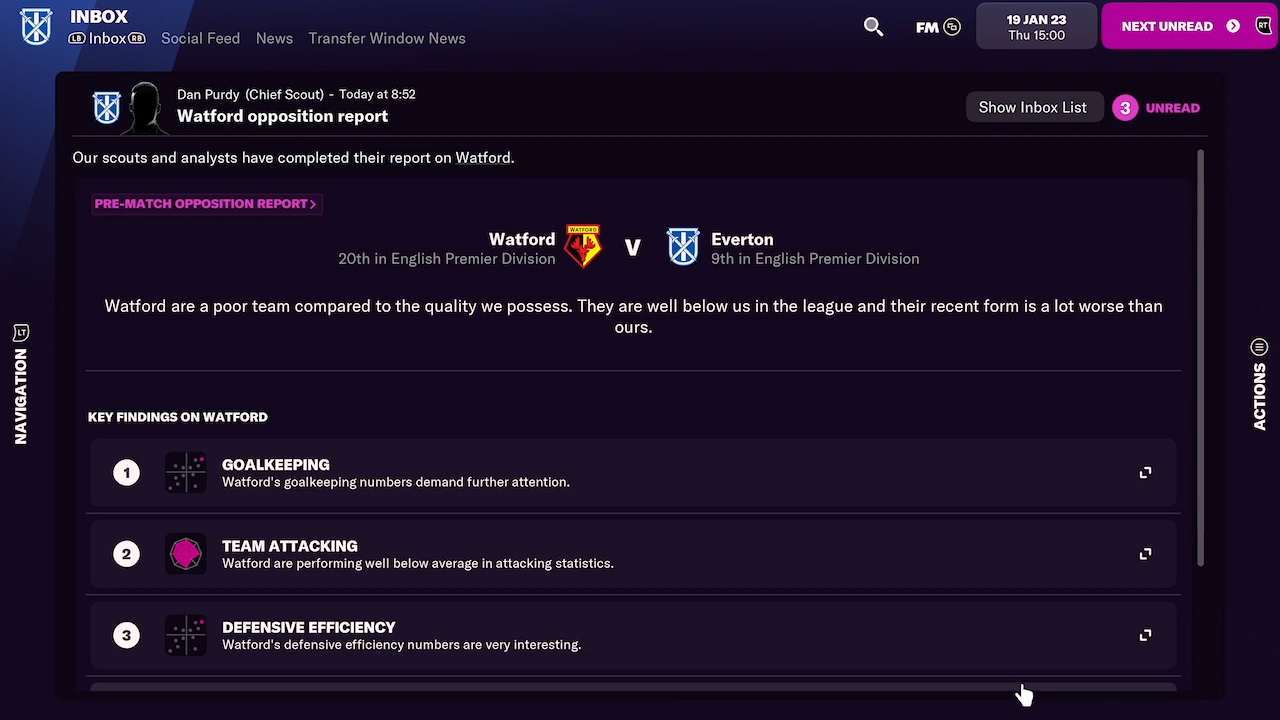 INBOX
LB Inbox RB Social Feed News Transfer Window News
FM
19 JAN 23
Thu 15:00
NEXT UNREAD
RT
Dan Purdy (Chief Scout) - Today at 8:52
Watford opposition report
Show Inbox List
3 UNREAD
Our scouts and analysts have completed their report on Watford.
PRE-MATCH OPPOSITION REPORT
Watford
20th in English Premier Division
WATFORD
V
Everton
9th in English Premier Division
Watford are a poor team compared to the quality we possess. They are well below us in the league and their recent form is a lot worse than
ours.
LT
NAVIGATION
ACTIONS
KEY FINDINGS ON WATFORD
1
GOALKEEPING
Watford's goalkeeping numbers demand further attention.
2
TEAM ATTACKING
Watford are performing well below average in attacking statistics.
3
DEFENSIVE EFFICIENCY
Watford's defensive efficiency numbers are very interesting.